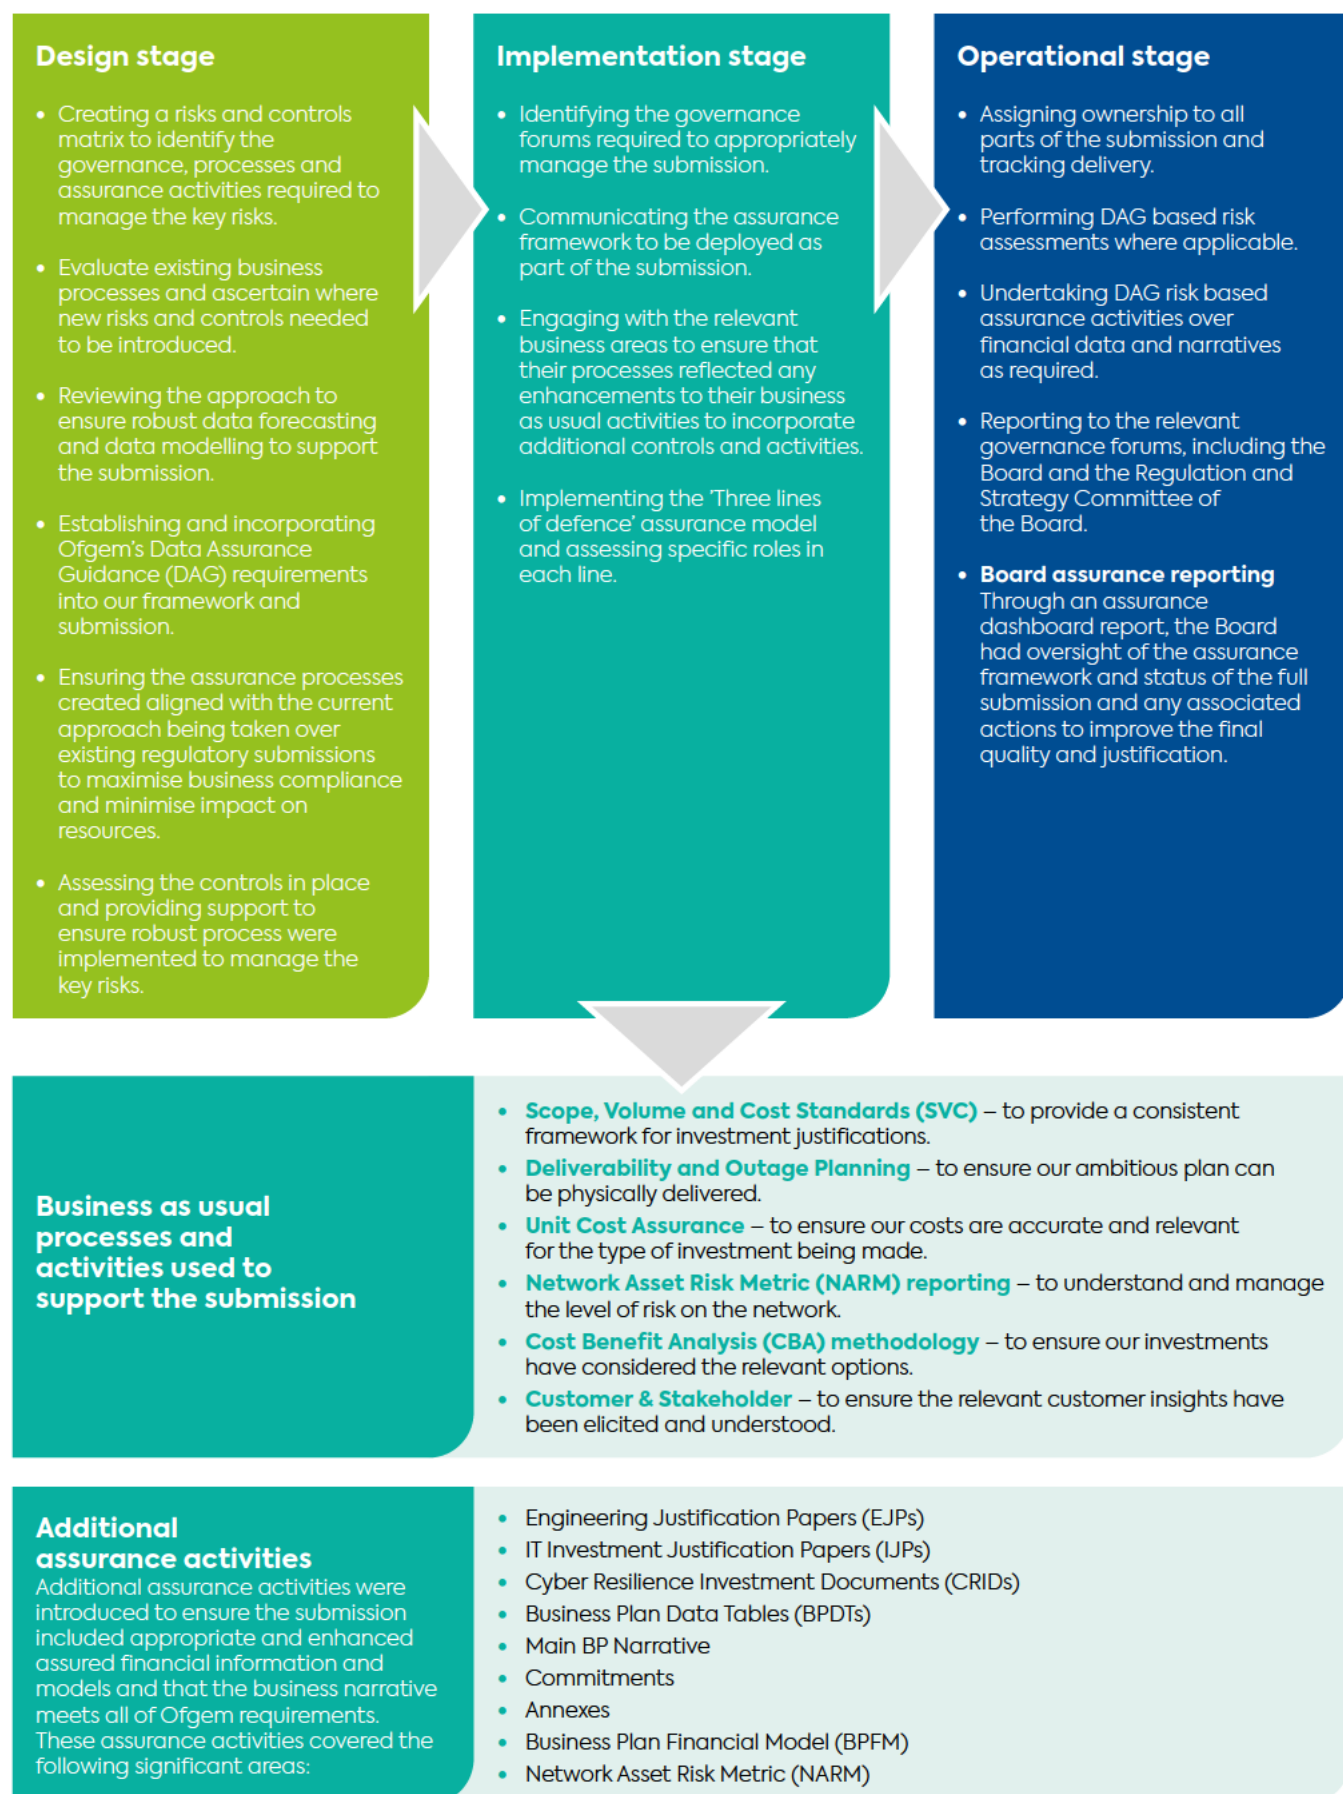 Design stage
• Creating a risks and controls
matrix to identify the
governance, processes and
assurance activities required to
manage the key risks.
• Evaluate existing business
processes and ascertain where
new risks and controls needed
to be introduced.
• Reviewing the approach to
ensure robust data forecasting
and data modelling to support
the submission.
• Establishing and incorporating
Ofgem's Data Assurance
Guidance (DAG) requirements
into our framework and
submission.
• Ensuring the assurance processes
created aligned with the current
approach being taken over
existing regulatory submissions
to maximise business compliance
and minimise impact on
resources.
• Assessing the controls in place
and providing support to
ensure robust process were
implemented to manage the
key risks.
Implementation stage
• Identifying the governance
forums required to appropriately
manage the submission.
• Communicating the assurance
framework to be deployed as
part of the submission.
• Engaging with the relevant
business areas to ensure that
their processes reflected any
enhancements to their business
as usual activities to incorporate
additional controls and activities.
• Implementing the 'Three lines
of defence' assurance model
and assessing specific roles in
each line.
Operational stage
• Assigning ownership to all
parts of the submission and
tracking delivery.
• Performing DAG based risk
assessments where applicable.
• Undertaking DAG risk based
assurance activities over
financial data and narratives
as required.
• Reporting to the relevant
governance forums, including the
Board and the Regulation and
Strategy Committee of
the Board.
• Board assurance reporting
Through an assurance
dashboard report, the Board
had oversight of the assurance
framework and status of the full
submission and any associated
actions to improve the final
quality and justification.
Business as usual
processes and
activities used to
support the submission
• Scope, Volume and Cost Standards (SVC) – to provide a consistent
framework for investment justifications.
• Deliverability and Outage Planning – to ensure our ambitious plan can
be physically delivered.
• Unit Cost Assurance – to ensure our costs are accurate and relevant
for the type of investment being made.
• Network Asset Risk Metric (NARM) reporting – to understand and manage
the level of risk on the network.
• Cost Benefit Analysis (CBA) methodology – to ensure our investments
have considered the relevant options.
• Customer & Stakeholder – to ensure the relevant customer insights have
been elicited and understood.
Additional
assurance activities
Additional assurance activities were
introduced to ensure the submission
included appropriate and enhanced
assured financial information and
models and that the business narrative
meets all of Ofgem requirements.
These assurance activities covered the
following significant areas:
• Engineering Justification Papers (EJPs)
• IT Investment Justification Papers (IJPs)
• Cyber Resilience Investment Documents (CRIDs)
• Business Plan Data Tables (BPDTs)
• Main BP Narrative
• Commitments
• Annexes
• Business Plan Financial Model (BPFM)
• Network Asset Risk Metric (NARM)